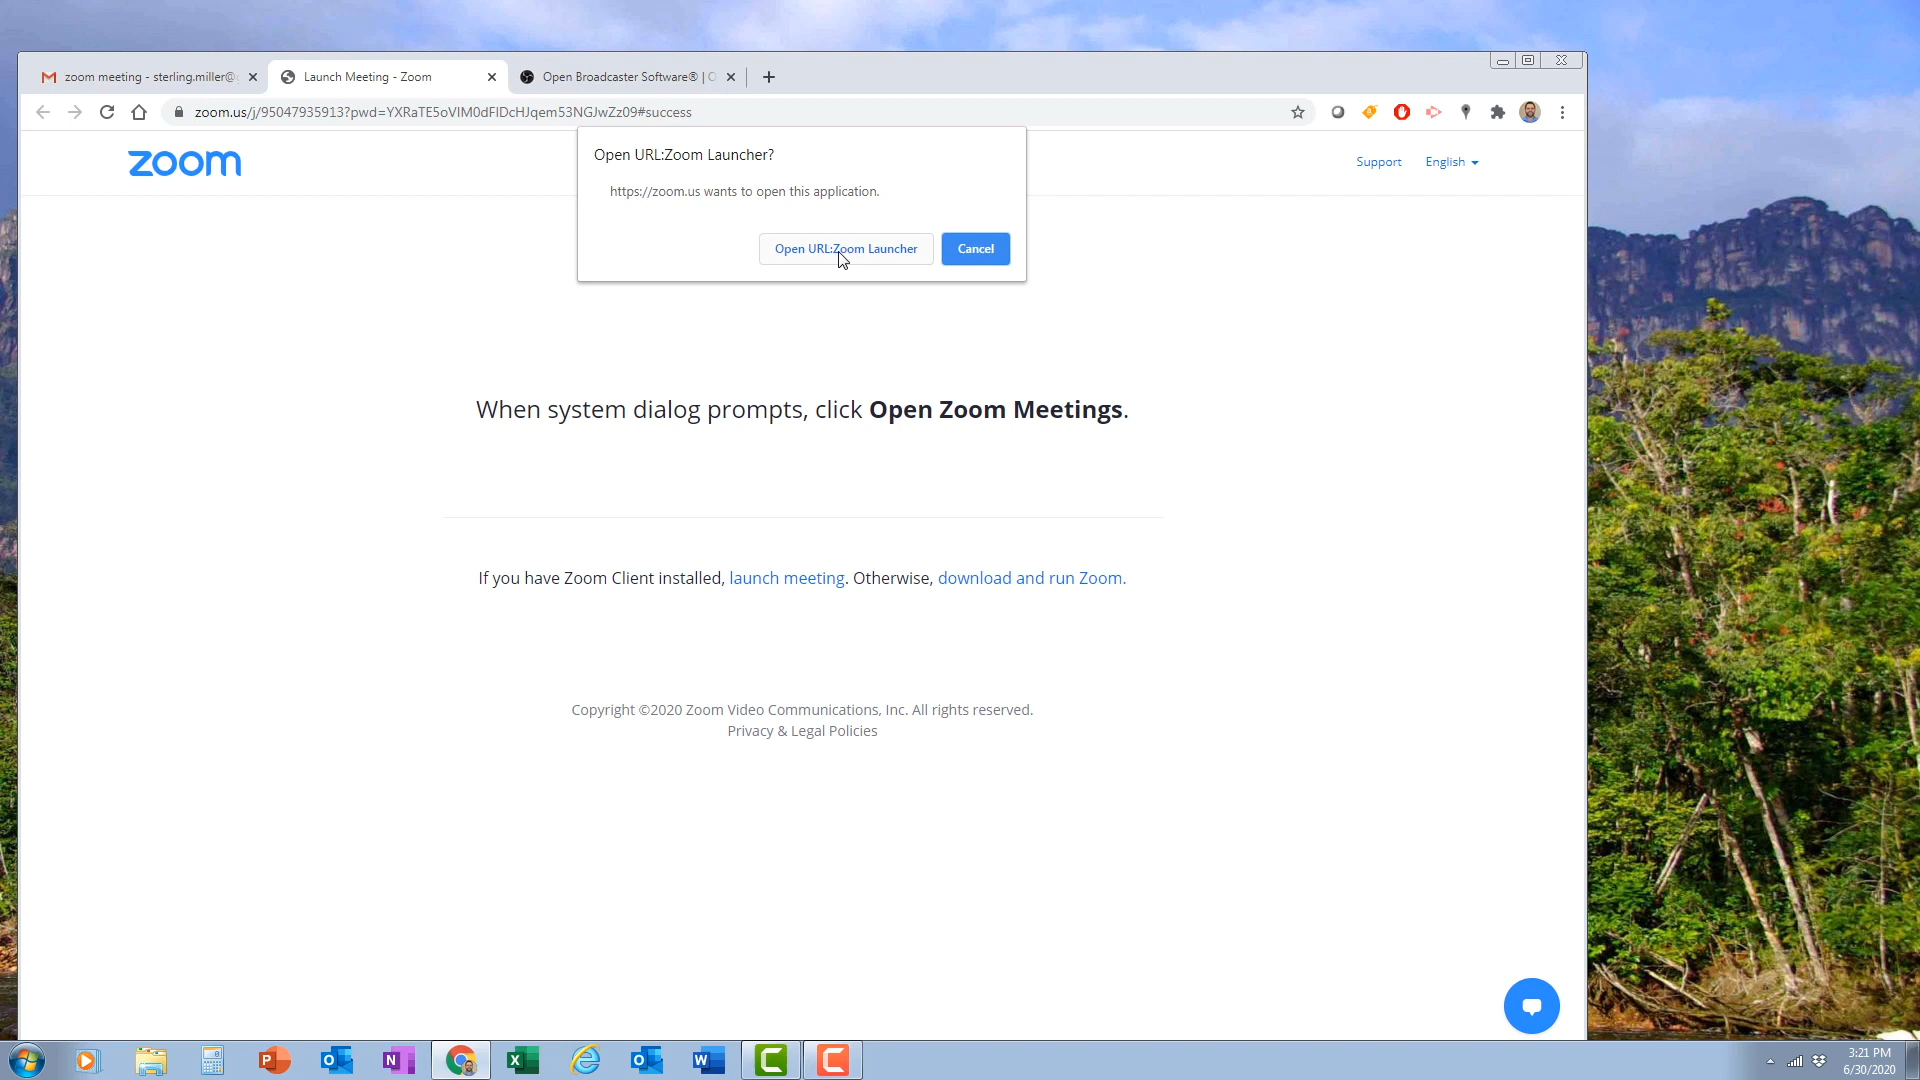 zoom meeting - sterling.miller@
Launch Meeting - Zoom
Open Broadcaster Software® | O
zoom.us/j/95047935913?pwd=YXRaTE5oVlM0dFlDcHJqem53NGJwZz09#success
zoom
Support
English
Open URL:Zoom Launcher?
https://zoom.us wants to open this application.
Open URL:Zoom Launcher
Cancel
When system dialog prompts, click Open Zoom Meetings.
If you have Zoom Client installed, launch meeting. Otherwise, download and run Zoom.
Copyright ©2020 Zoom Video Communications, Inc. All rights reserved.
Privacy & Legal Policies
3:21 PM
6/30/2020